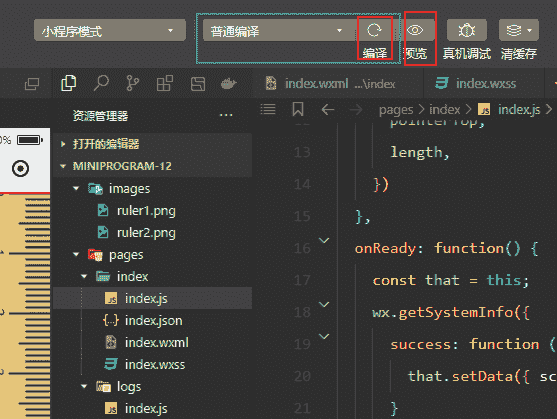 小程序模式
普通编译
编译
预览
真机调试
清缓存
index.wxml ...\index
index.wxss
资源管理器
...
0%
打开的编辑器
MINIPROGRAM-12
images
ruler1.png
ruler2.png
pages
index
index.js
index.json
index.wxml
index.wxss
logs
index.js
pages > index > index.js >
pointerTop,
13 length,
14 })
15 },
16 onReady: function() {
17 const that = this;
18 wx.getSystemInfo({
19 success: function (
20 that.setData({ sc
21 }